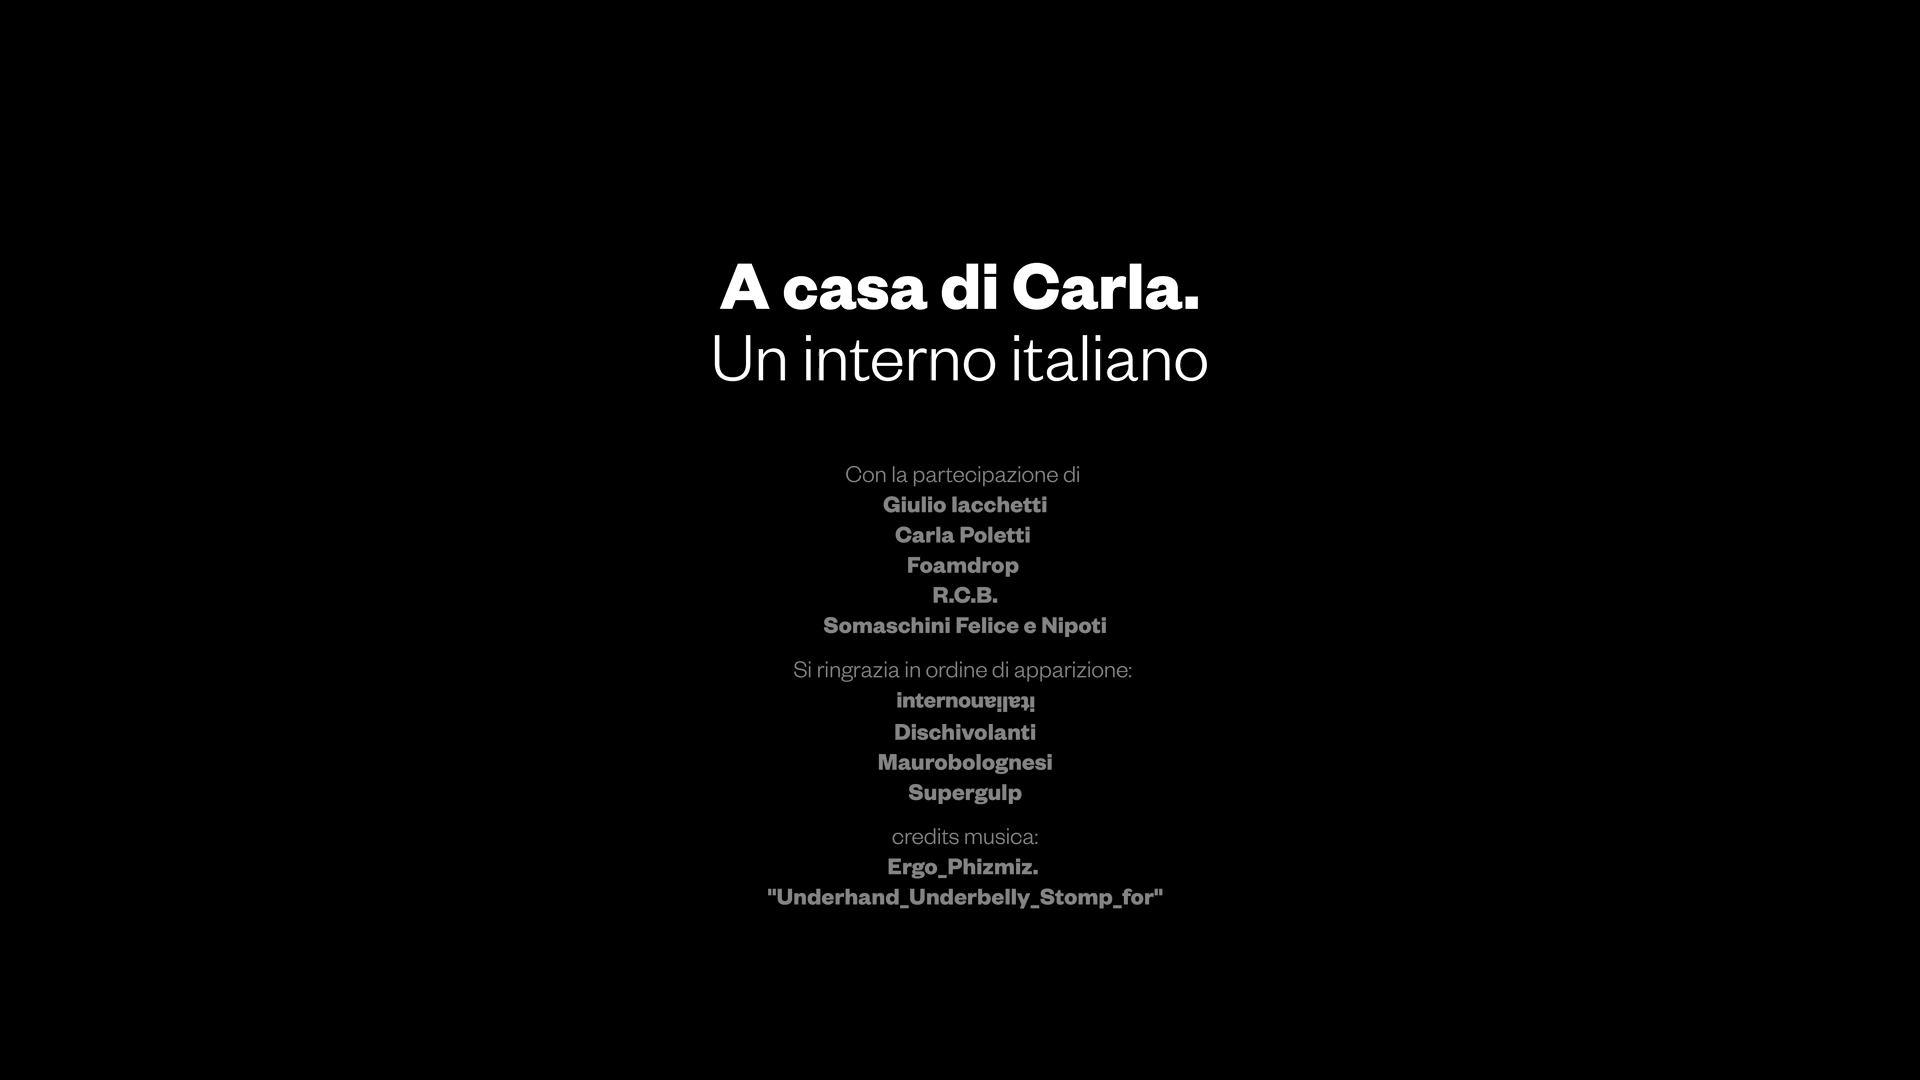 A casa di Carla.
Un interno italiano
Con la partecipazione di
Giulio Iacchetti
Carla Poletti
Foamdrop
R.C.B.
Somaschini Felice e Nipoti
Si ringrazia in ordine di apparizione:
internoitaliano
Dischivolanti
Maurobolognesi
Supergulp
credits musica:
Ergo_Phizmiz.
"Underhand_Underbelly_Stomp_for"